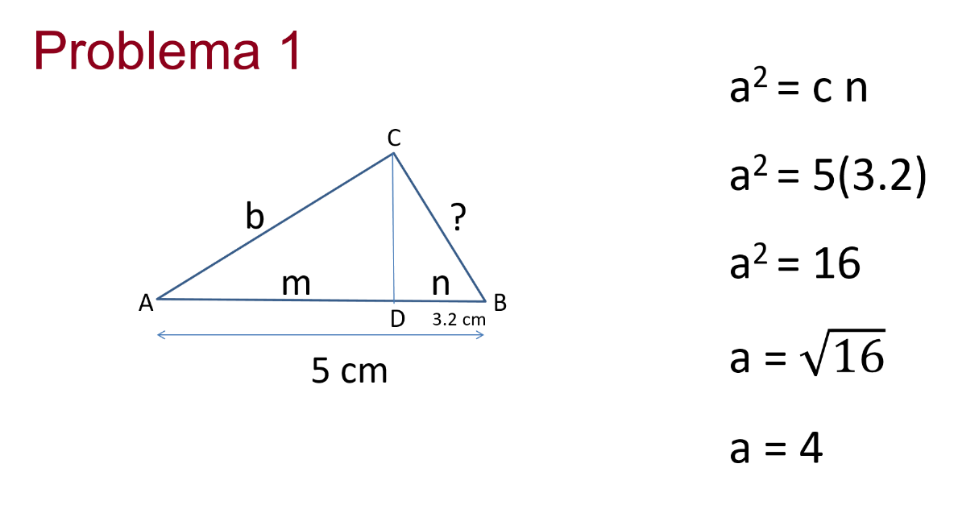 Problema 1
C
b
?
m
n
A
D
B
3.2 cm
5 cm
a² = c n
a² = 5(3.2)
a² = 16
a = √16
a = 4